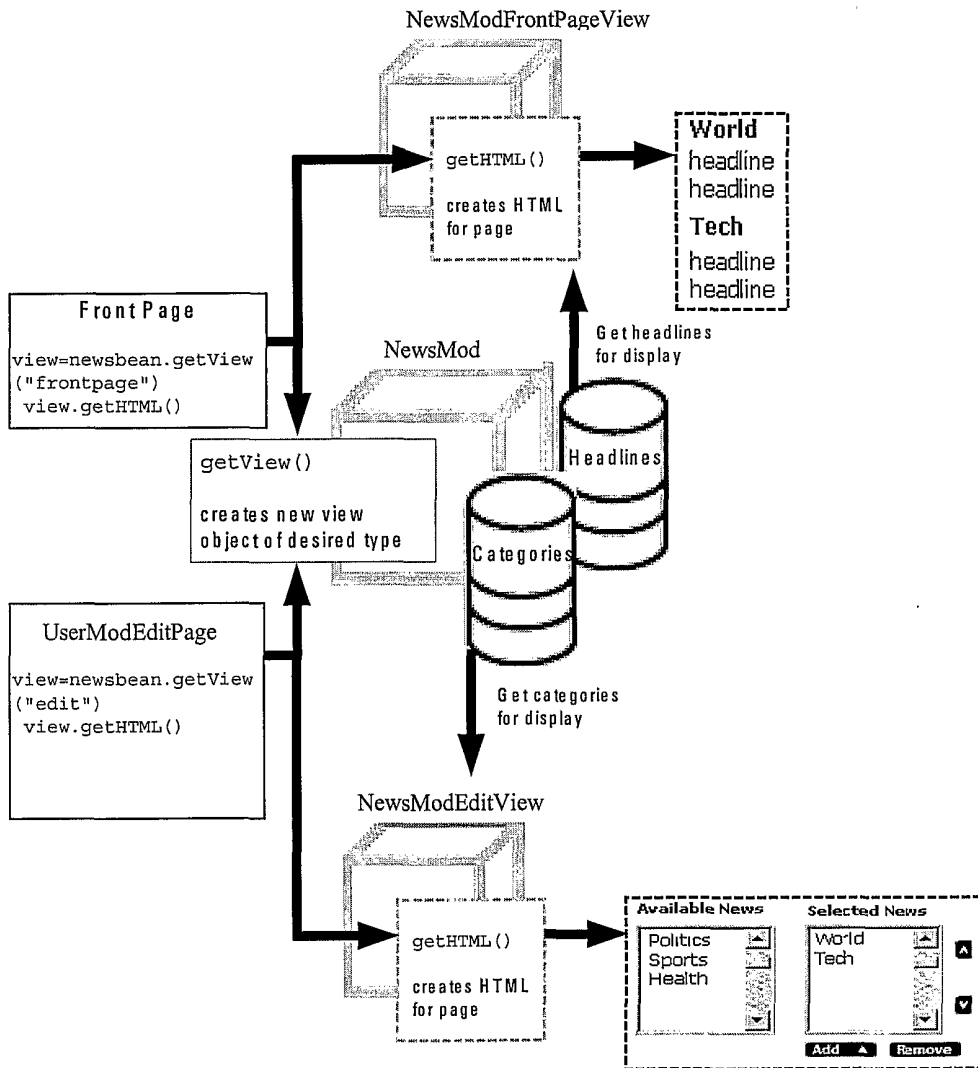 NewsModFrontPageView
getHTML()
creates HTML
for page
World
headline
headline
Tech
headline
headline
Front Page
view=newsbean.getView
("frontpage")
view.getHTML()
Get headlines
for display
NewsMod
Headlines
getView()
creates new view
object of desired type
Categories
UserModEditPage
view=newsbean.getView
("edit")
view.getHTML()
Get categories
for display
NewsModEditView
getHTML()
creates HTML
for page
Available News
Selected News
Politics
Sports
Health
World
Tech
Add
Remove